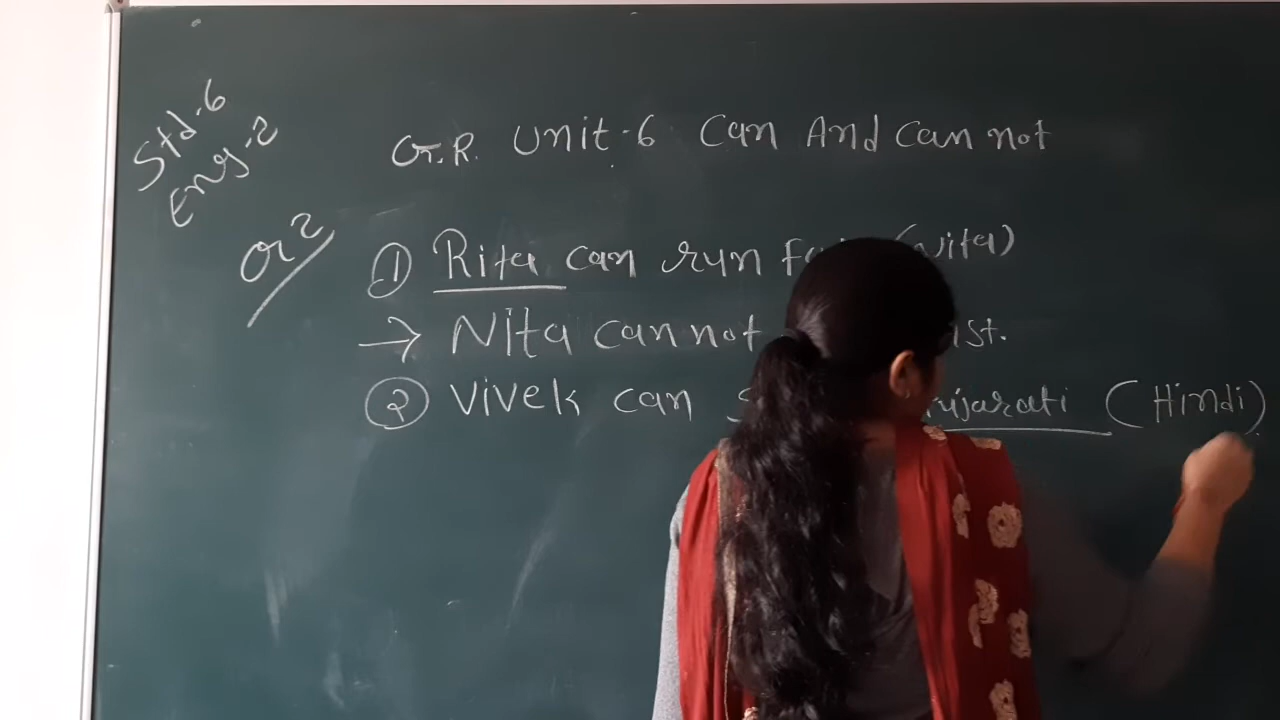 Std-6
Eng-2
Gr.R. Unit-6 Can And Can not
① Rita can run (Nita)
→ Nita can not
② Vivek can (Hindi)